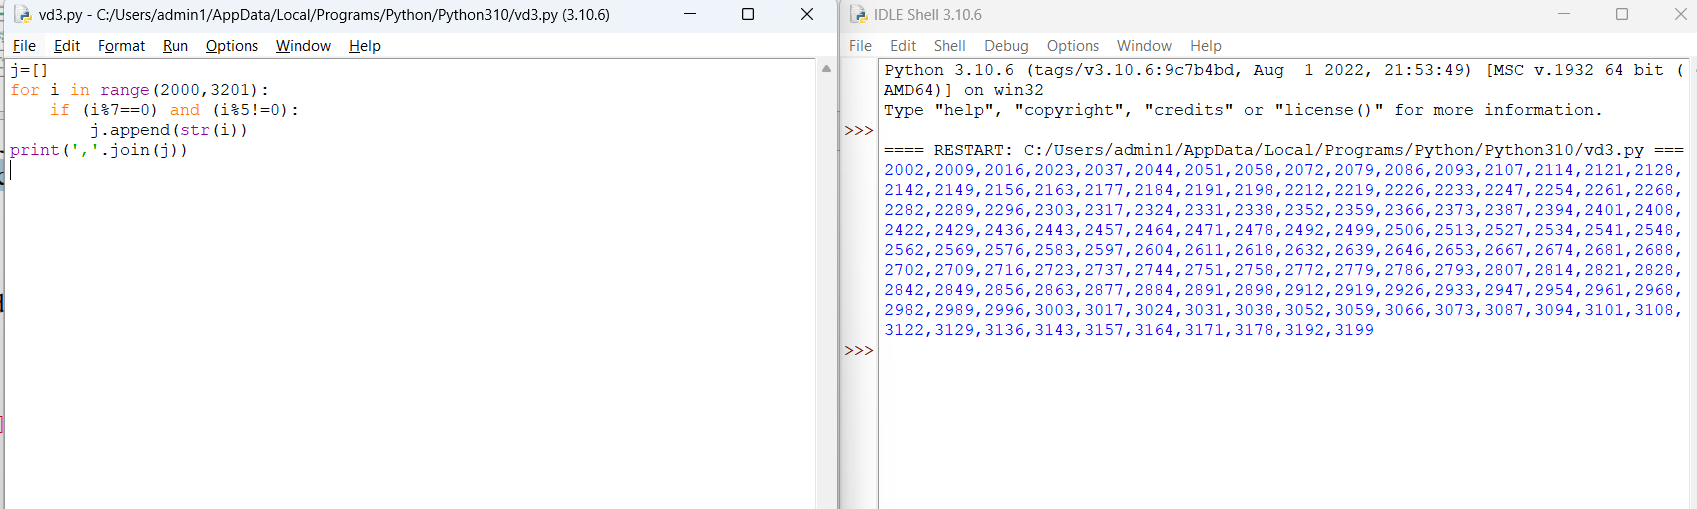 vd3.py - C:/Users/admin1/AppData/Local/Programs/Python/Python310/vd3.py (3.10.6)
File Edit Format Run Options Window Help
j=[]
for i in range(2000,3201):
    if (i%7==0) and (i%5!=0):
        j.append(str(i))
print(','.join(j))
IDLE Shell 3.10.6
File Edit Shell Debug Options Window Help
Python 3.10.6 (tags/v3.10.6:9c7b4bd, Aug  1 2022, 21:53:49) [MSC v.1932 64 bit (
AMD64)] on win32
Type "help", "copyright", "credits" or "license()" for more information.
>>>
==== RESTART: C:/Users/admin1/AppData/Local/Programs/Python/Python310/vd3.py ===
2002,2009,2016,2023,2037,2044,2051,2058,2072,2079,2086,2093,2107,2114,2121,2128,
2142,2149,2156,2163,2177,2184,2191,2198,2212,2219,2226,2233,2247,2254,2261,2268,
2282,2289,2296,2303,2317,2324,2331,2338,2352,2359,2366,2373,2387,2394,2401,2408,
2422,2429,2436,2443,2457,2464,2471,2478,2492,2499,2506,2513,2527,2534,2541,2548,
2562,2569,2576,2583,2597,2604,2611,2618,2632,2639,2646,2653,2667,2674,2681,2688,
2702,2709,2716,2723,2737,2744,2751,2758,2772,2779,2786,2793,2807,2814,2821,2828,
2842,2849,2856,2863,2877,2884,2891,2898,2912,2919,2926,2933,2947,2954,2961,2968,
2982,2989,2996,3003,3017,3024,3031,3038,3052,3059,3066,3073,3087,3094,3101,3108,
3122,3129,3136,3143,3157,3164,3171,3178,3192,3199
>>>